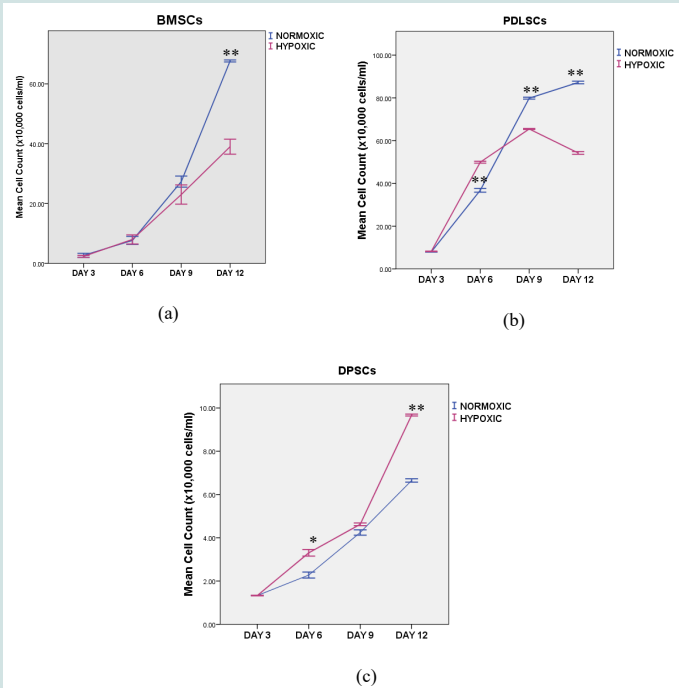 BMSCs
NORMOXIC
HYPOXIC
Mean Cell Count (x10,000 cells/ml)
60.00
40.00
20.00
0.00
**
DAY 3 DAY 6 DAY 9 DAY 12
(a)
PDLSCs
NORMOXIC
HYPOXIC
Mean Cell Count (x10,000 cells/ml)
100.00
80.00
60.00
40.00
20.00
0.00
** ** **
DAY 3 DAY 6 DAY 9 DAY 12
(b)
DPSCs
NORMOXIC
HYPOXIC
Mean Cell Count (x10,000 cells/ml)
10.00
8.00
6.00
4.00
2.00
0.00
* **
DAY 3 DAY 6 DAY 9 DAY 12
(c)